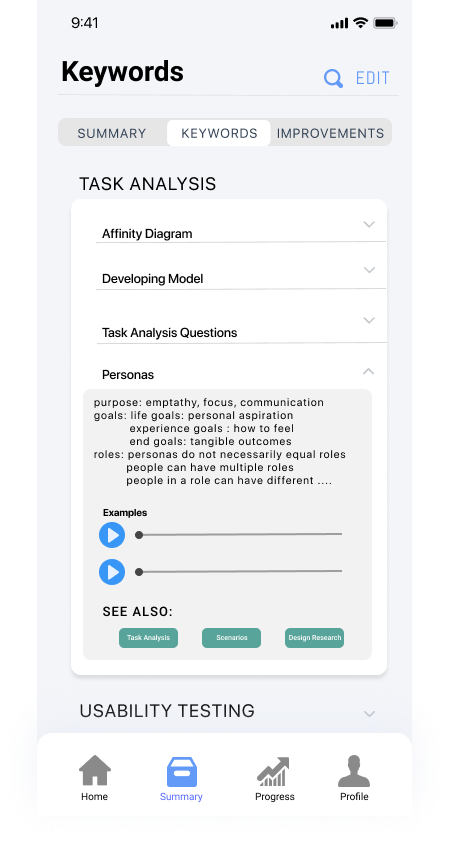 9:41
Keywords
EDIT
SUMMARY KEYWORDS IMPROVEMENTS
TASK ANALYSIS
Affinity Diagram
Developing Model
Task Analysis Questions
Personas
purpose: emptathy, focus, communication
goals: life goals: personal aspiration
experience goals : how to feel
end goals: tangible outcomes
roles: personas do not necessarily equal roles
people can have multiple roles
people in a role can have different ....
Examples
SEE ALSO:
Task Analysis Scenarios Design Research
USABILITY TESTING
Home Summary Progress Profile